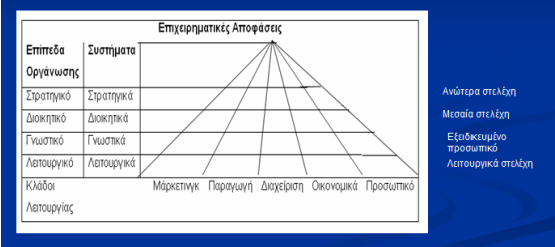 Επιχειρηματικές Αποφάσεις
Επίπεδα Συστήματα
Οργάνωσης
Στρατηγικό Στρατηγικά
Διοικητικό Διοικητικά
Γνωστικό Γνωστικά
Λειτουργικό Λειτουργικά
Κλάδοι Μάρκετινγκ Παραγωγή Διαχείριση Οικονομικά Προσωπικό
Λειτουργίας
Ανώτερα στελέχη
Μεσαία στελέχη
Εξειδικευμένο
προσωπικό
Λειτουργικά στελέχη